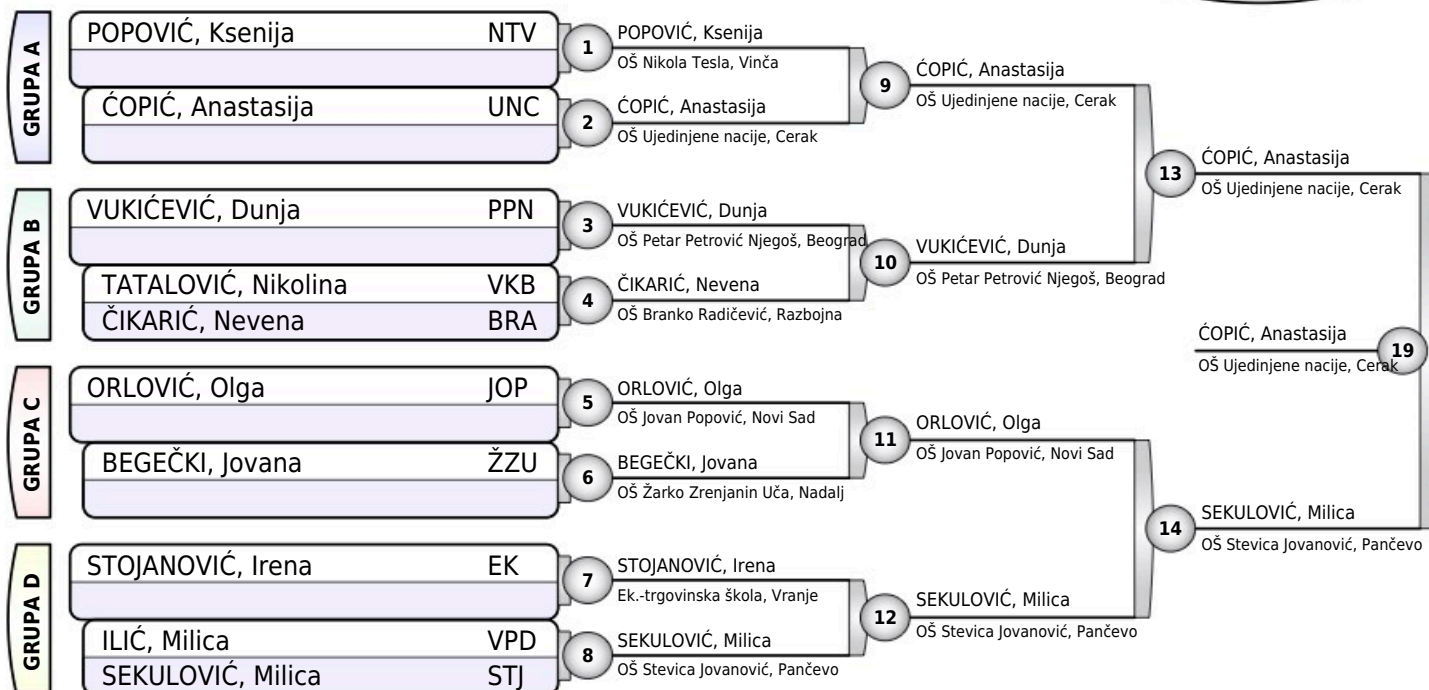 GRUPA A
POPOVIĆ, Ksenija NTV
ĆOPIĆ, Anastasija UNC
1
POPOVIĆ, Ksenija
OŠ Nikola Tesla, Vinča
2
ĆOPIĆ, Anastasija
OŠ Ujedinjene nacije, Cerak
9
ĆOPIĆ, Anastasija
OŠ Ujedinjene nacije, Cerak
GRUPA B
VUKIĆEVIĆ, Dunja PPN
TATALOVIĆ, Nikolina VKB
ČIKARIĆ, Nevena BRA
3
VUKIĆEVIĆ, Dunja
OŠ Petar Petrović Njegoš, Beograd
4
ČIKARIĆ, Nevena
OŠ Branko Radičević, Razbojna
10
VUKIĆEVIĆ, Dunja
OŠ Petar Petrović Njegoš, Beograd
13
ĆOPIĆ, Anastasija
OŠ Ujedinjene nacije, Cerak
GRUPA C
ORLOVIĆ, Olga JOP
BEGEČKI, Jovana ŽZU
5
ORLOVIĆ, Olga
OŠ Jovan Popović, Novi Sad
6
BEGEČKI, Jovana
OŠ Žarko Zrenjanin Uča, Nadalj
11
ORLOVIĆ, Olga
OŠ Jovan Popović, Novi Sad
GRUPA D
STOJANOVIĆ, Irena EK
ILIĆ, Milica VPD
SEKULOVIĆ, Milica STJ
7
STOJANOVIĆ, Irena
Ek.-trgovinska škola, Vranje
8
SEKULOVIĆ, Milica
OŠ Stevica Jovanović, Pančevo
12
SEKULOVIĆ, Milica
OŠ Stevica Jovanović, Pančevo
14
SEKULOVIĆ, Milica
OŠ Stevica Jovanović, Pančevo
ĆOPIĆ, Anastasija
OŠ Ujedinjene nacije, Cerak
19